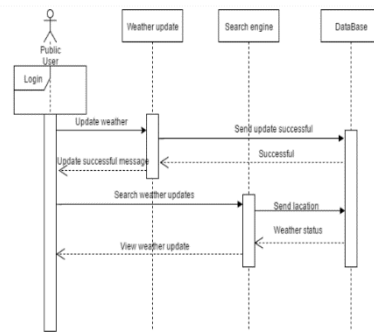 Weather update
Search engine
DataBase
Public
User
Login
Update weather
Send update successful
Update successful message
Successful
Search weather updates
Send lacation
Weather status
View weather update